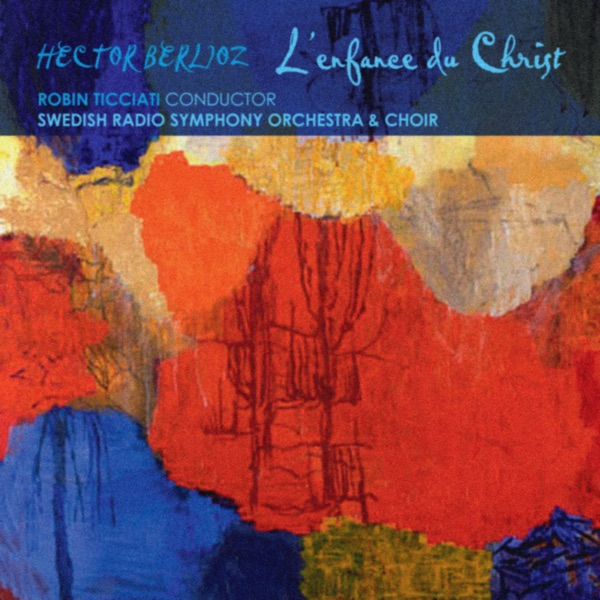 HECTOR BERLIOZ L'enfance du Christ
ROBIN TICCIATI CONDUCTOR
SWEDISH RADIO SYMPHONY ORCHESTRA & CHOIR